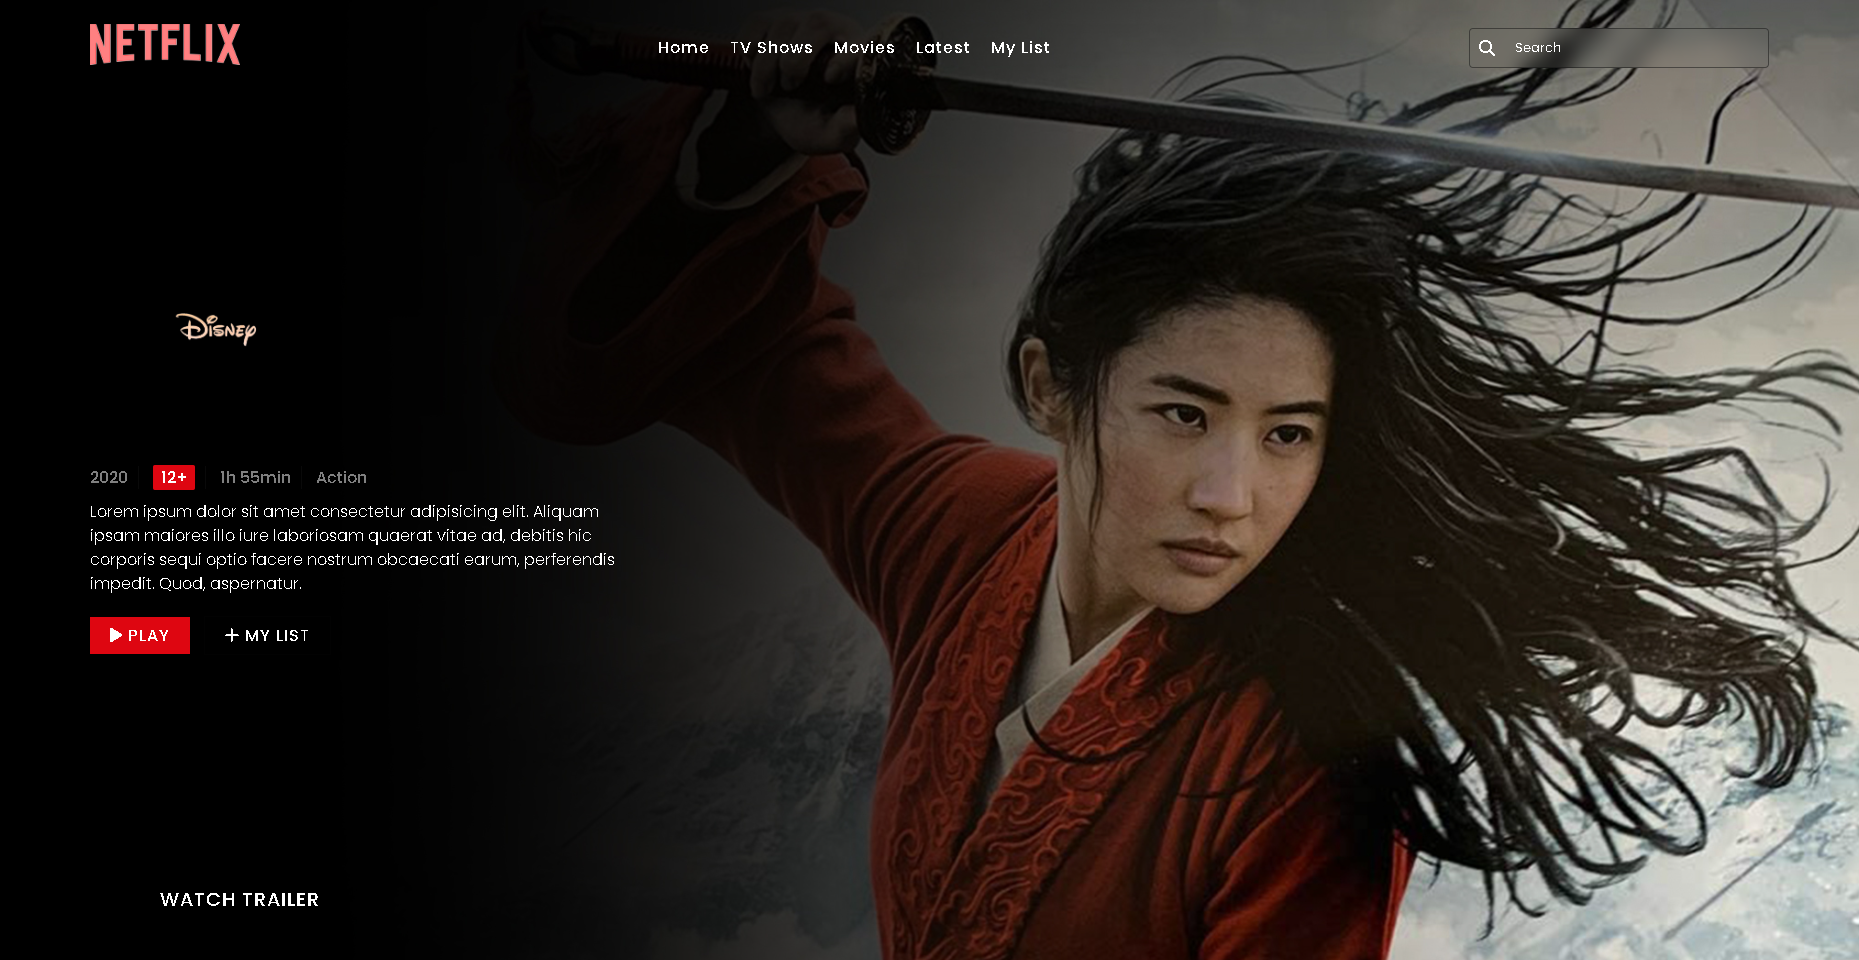 NETFLIX
Home TV Shows Movies Latest My List
Search
Disney
2020 12+ 1h 55min Action
Lorem ipsum dolor sit amet consectetur adipisicing elit. Aliquam
ipsam maiores illo iure laboriosam quaerat vitae ad, debitis hic
corporis sequi optio facere nostrum obcaecati earum, perferendis
impedit. Quod, aspernatur.
PLAY + MY LIST
WATCH TRAILER